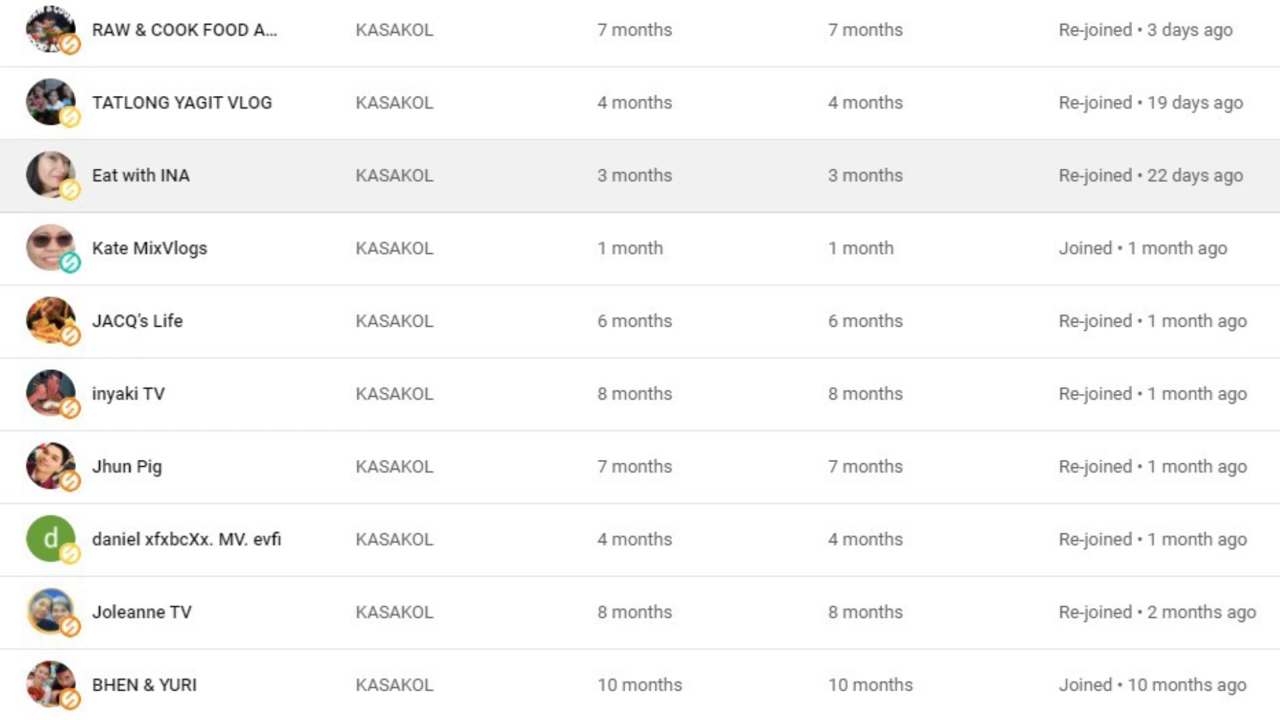 RAW & COOK FOOD A... KASAKOL 7 months 7 months Re-joined • 3 days ago
TATLONG YAGIT VLOG KASAKOL 4 months 4 months Re-joined • 19 days ago
Eat with INA KASAKOL 3 months 3 months Re-joined • 22 days ago
Kate MixVlogs KASAKOL 1 month 1 month Joined • 1 month ago
JACQ's Life KASAKOL 6 months 6 months Re-joined • 1 month ago
inyaki TV KASAKOL 8 months 8 months Re-joined • 1 month ago
Jhun Pig KASAKOL 7 months 7 months Re-joined • 1 month ago
d daniel xfxbcXx. MV. evfi KASAKOL 4 months 4 months Re-joined • 1 month ago
Joleanne TV KASAKOL 8 months 8 months Re-joined • 2 months ago
BHEN & YURI KASAKOL 10 months 10 months Joined • 10 months ago